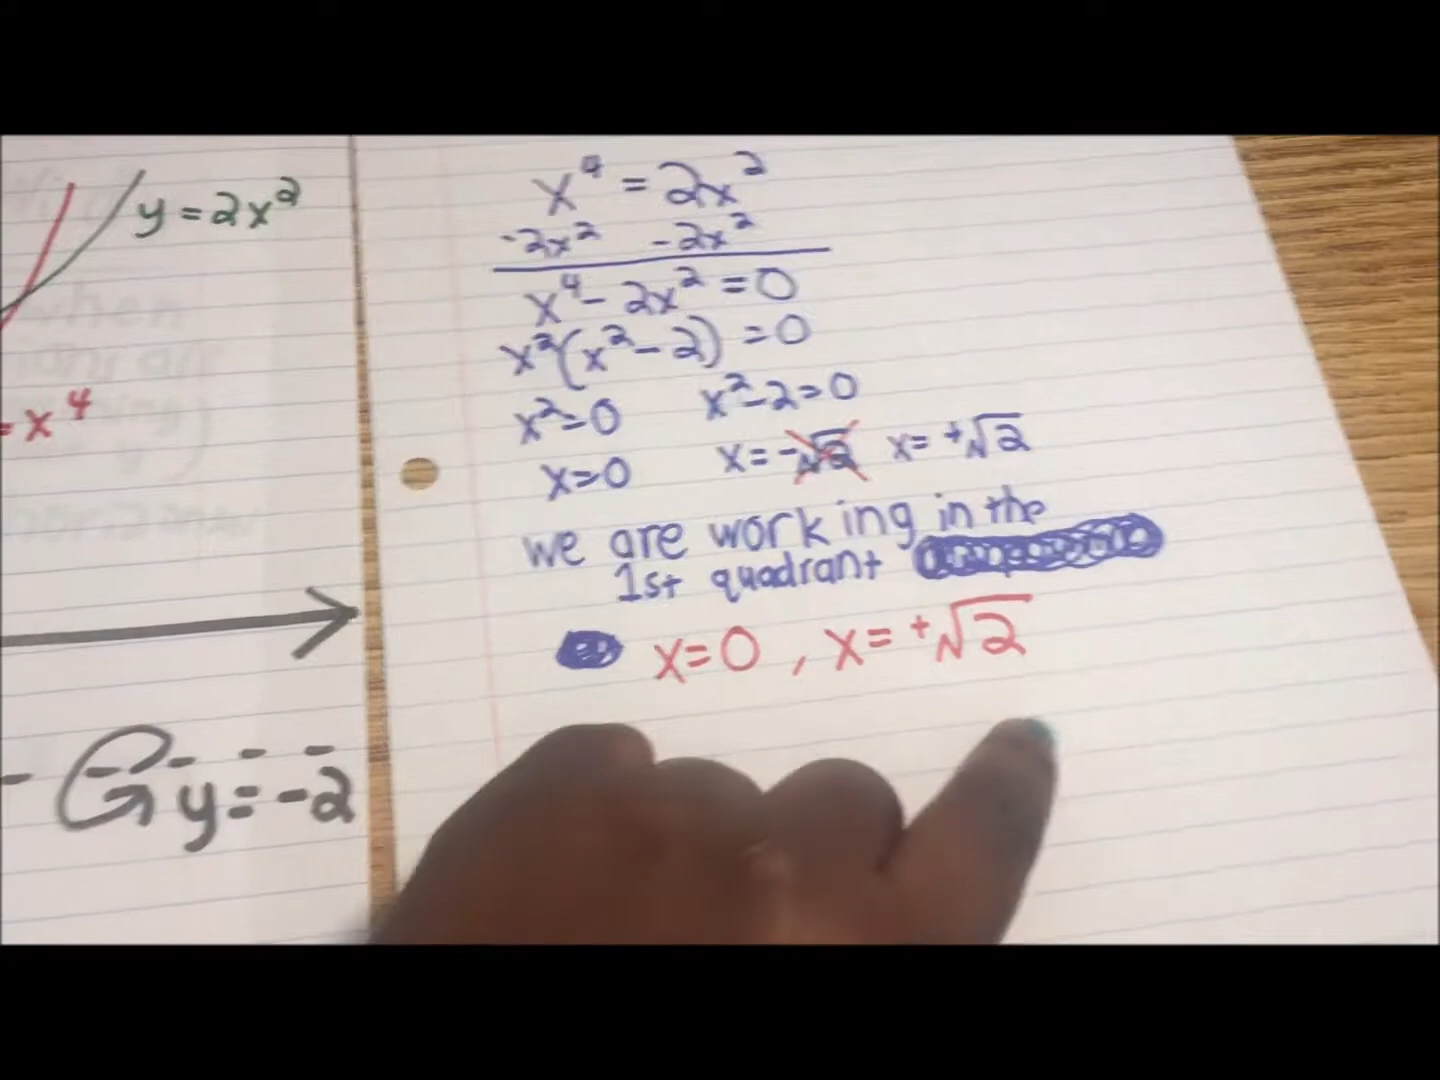 y = 2x²
= x⁴
y = -2
x⁴ = 2x²
-2x² -2x²
x⁴ - 2x² = 0
x²(x² - 2) = 0
x² = 0 x² - 2 = 0
x = 0 x = -√2 x = +√2
we are working in the
1st quadrant
x = 0 , x = +√2